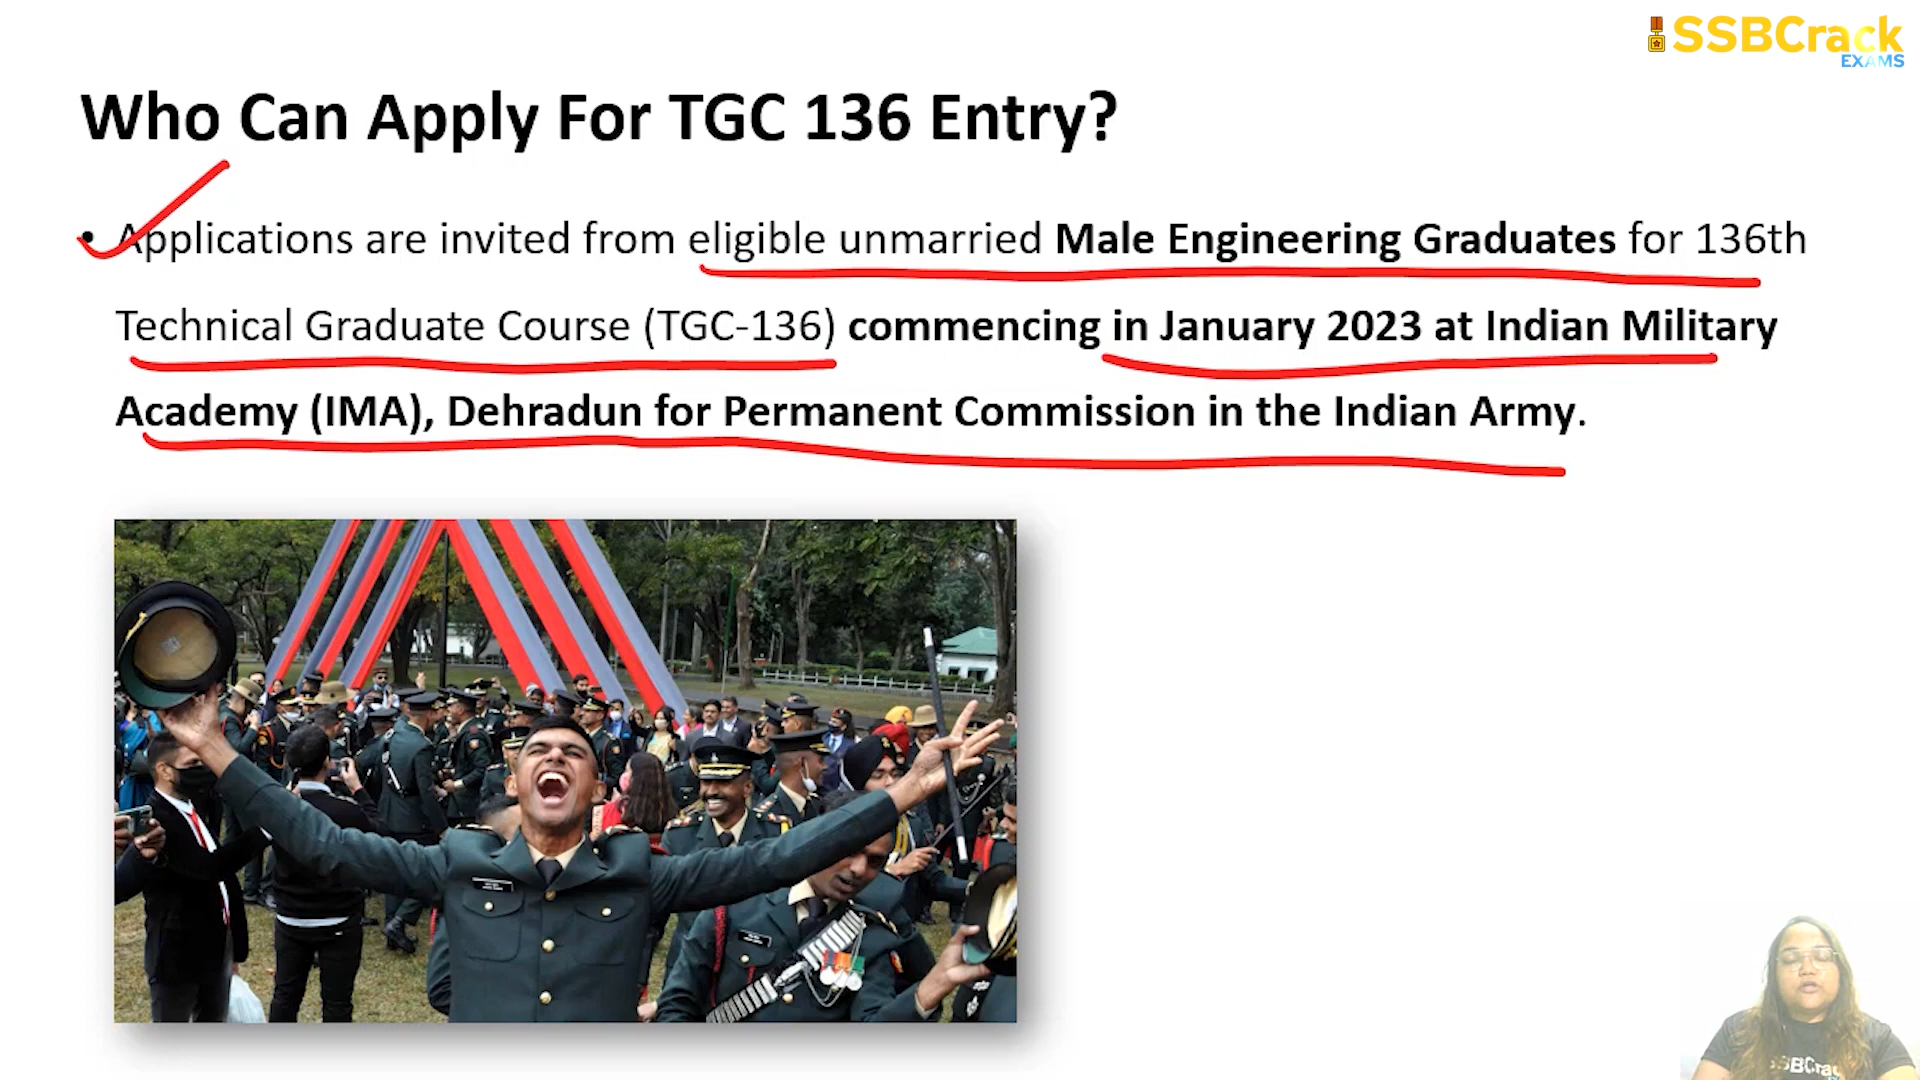 SSBCrack
EXAMS
Who Can Apply For TGC 136 Entry?
• Applications are invited from eligible unmarried Male Engineering Graduates for 136th
Technical Graduate Course (TGC-136) commencing in January 2023 at Indian Military
Academy (IMA), Dehradun for Permanent Commission in the Indian Army.
SSBCrack